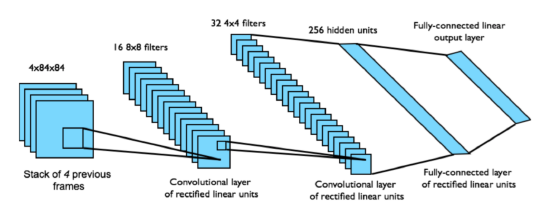 4x84x84
16 8x8 filters
32 4x4 filters
256 hidden units
Fully-connected linear
output layer
Stack of 4 previous
frames
Convolutional layer
of rectified linear units
Convolutional layer
of rectified linear units
Fully-connected layer
of rectified linear units